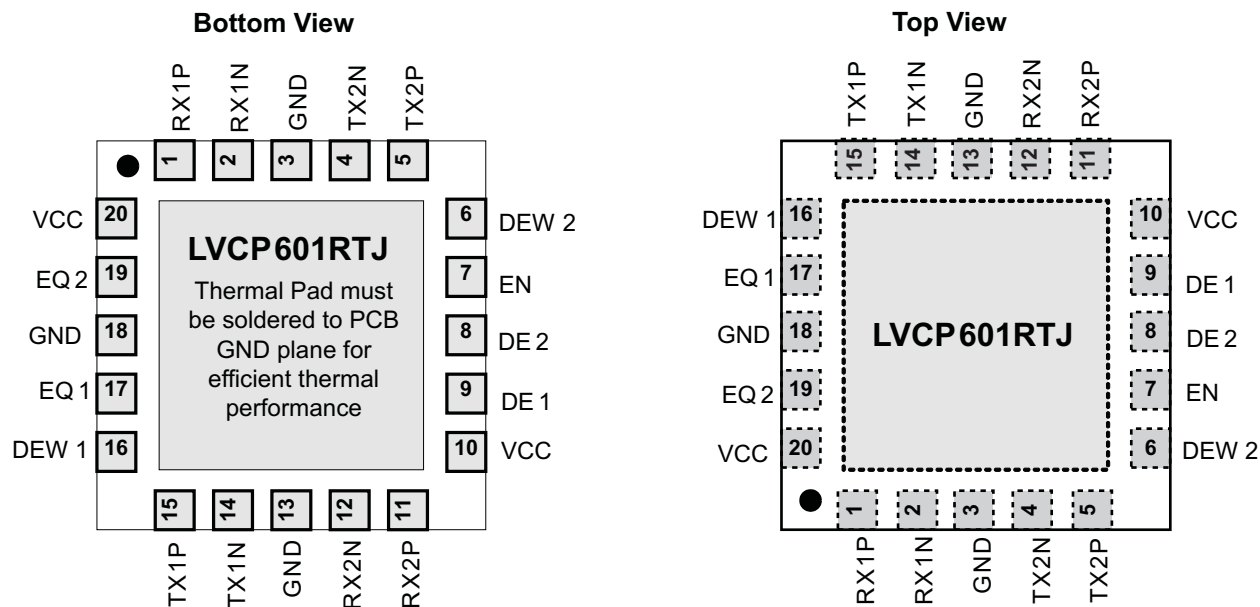 Bottom View
RX1P
RX1N
GND
TX2N
TX2P
1
2
3
4
5
VCC
20
EQ 2
19
GND
18
EQ 1
17
DEW 1
16
LVCP601RTJ
Thermal Pad must
be soldered to PCB
GND plane for
efficient thermal
performance
6
DEW 2
7
EN
8
DE 2
9
DE 1
10
VCC
15
14
13
12
11
TX1P
TX1N
GND
RX2N
RX2P
Top View
TX1P
TX1N
GND
RX2N
RX2P
15
14
13
12
11
DEW 1
16
EQ 1
17
GND
18
EQ 2
19
VCC
20
LVCP601RTJ
10
VCC
9
DE 1
8
DE 2
7
EN
6
DEW 2
1
2
3
4
5
RX1P
RX1N
GND
TX2N
TX2P